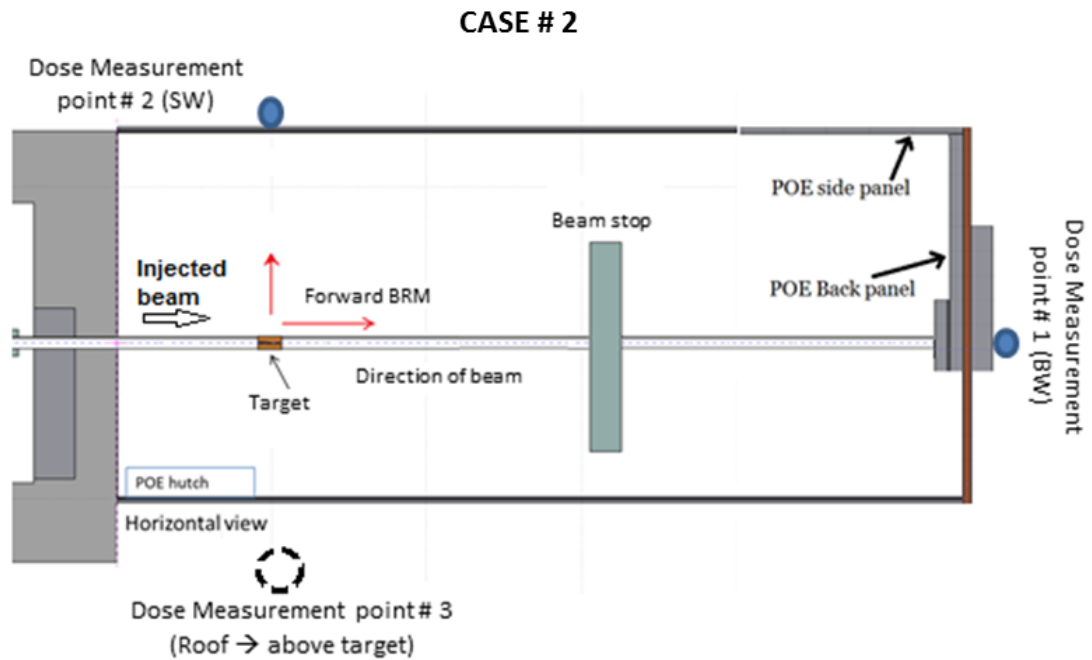 CASE # 2
Dose Measurement
point # 2 (SW)
POE side panel
Beam stop
Injected
beam
Forward BRM
POE Back panel
Dose Measurement
point # 1 (BW)
Direction of beam
Target
POE hutch
Horizontal view
Dose Measurement point # 3
(Roof → above target)